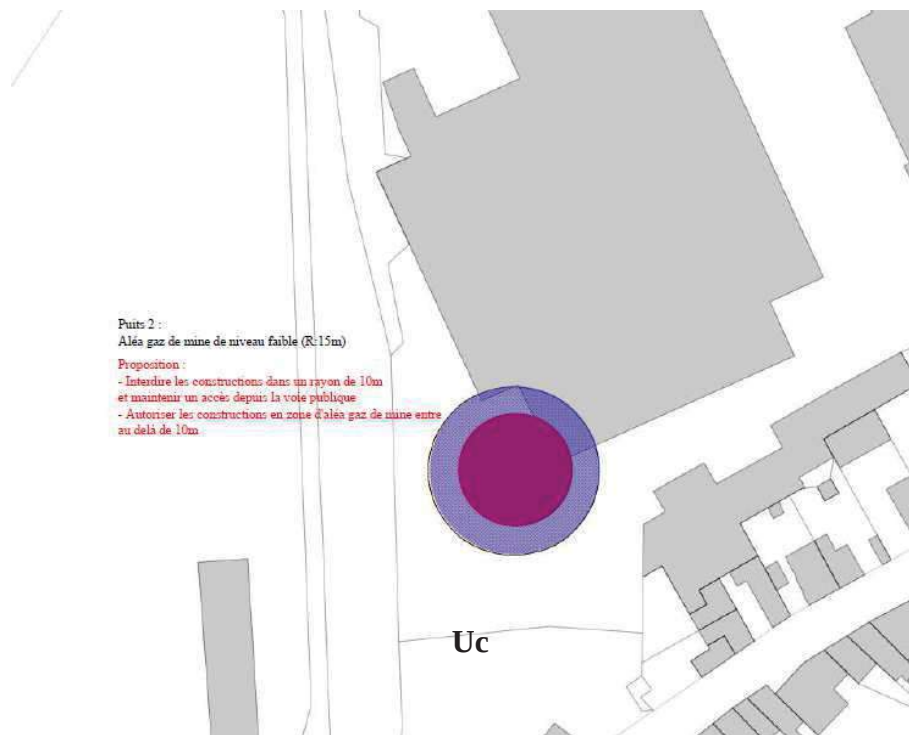 Puits 2 :
Aléa gaz de mine de niveau faible (R:15m)
Proposition :
- Interdire les constructions dans un rayon de 10m
et maintenir un accès depuis la voie publique
- Autoriser les constructions en zone d'aléa gaz de mine entre
au delà de 10m
Uc